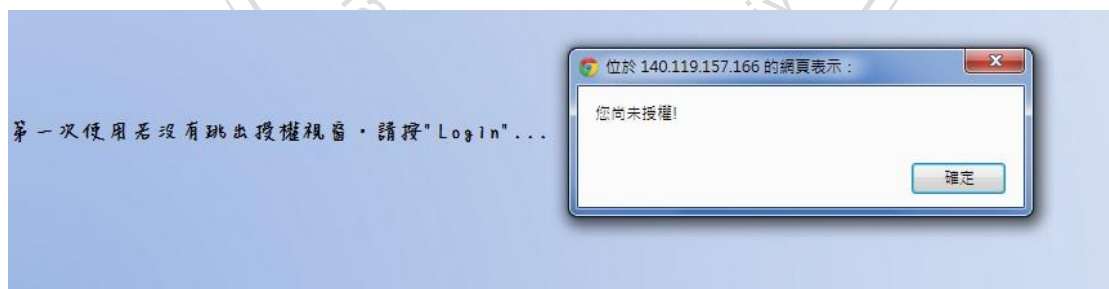 位於 140.119.157.166 的網頁表示：
您尚未授權!
第一次使用若沒有跳出授權視窗，請按"Login"...
確定